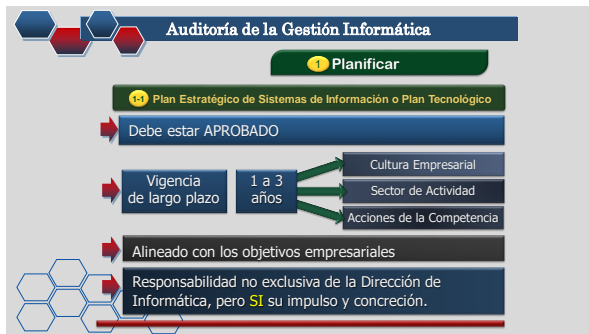 Auditoría de la Gestión Informática
1 Planificar
1-1 Plan Estratégico de Sistemas de Información o Plan Tecnológico
Debe estar APROBADO
Vigencia
de largo plazo
1 a 3
años
Cultura Empresarial
Sector de Actividad
Acciones de la Competencia
Alineado con los objetivos empresariales
Responsabilidad no exclusiva de la Dirección de
Informática, pero SI su impulso y concreción.